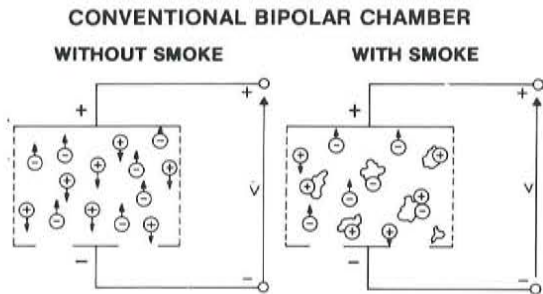 CONVENTIONAL BIPOLAR CHAMBER
WITHOUT SMOKE
WITH SMOKE
+ +
+ +
V
V
− −
− −